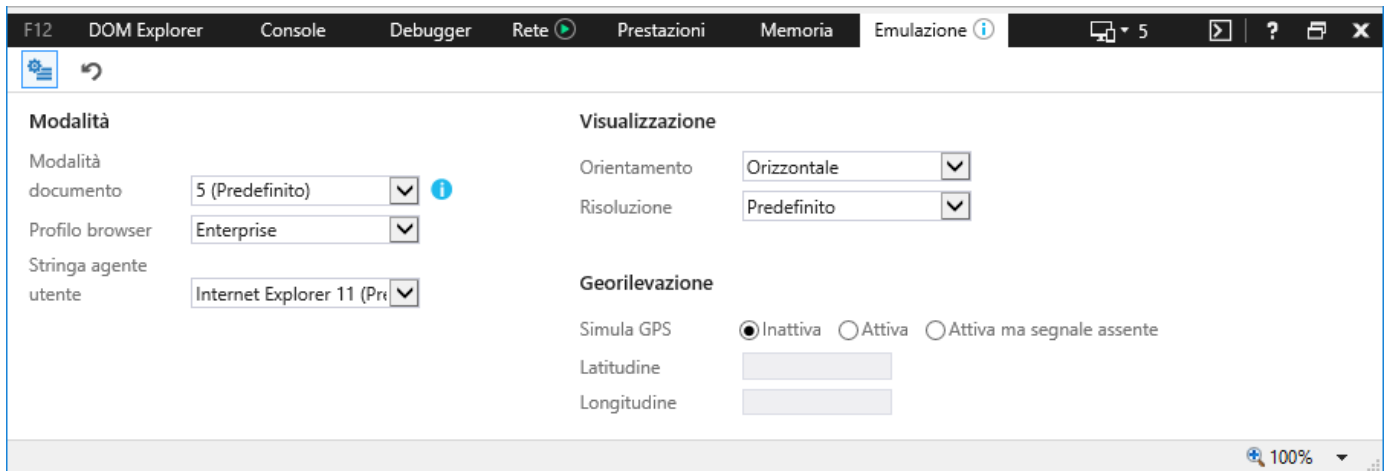 F12 DOM Explorer Console Debugger Rete Prestazioni Memoria Emulazione 5 ?
Modalità
Modalità
documento 5 (Predefinito)
Profilo browser Enterprise
Stringa agente
utente Internet Explorer 11 (Pre
Visualizzazione
Orientamento Orizzontale
Risoluzione Predefinito
Georilevazione
Simula GPS Inattiva Attiva Attiva ma segnale assente
Latitudine
Longitudine
100%